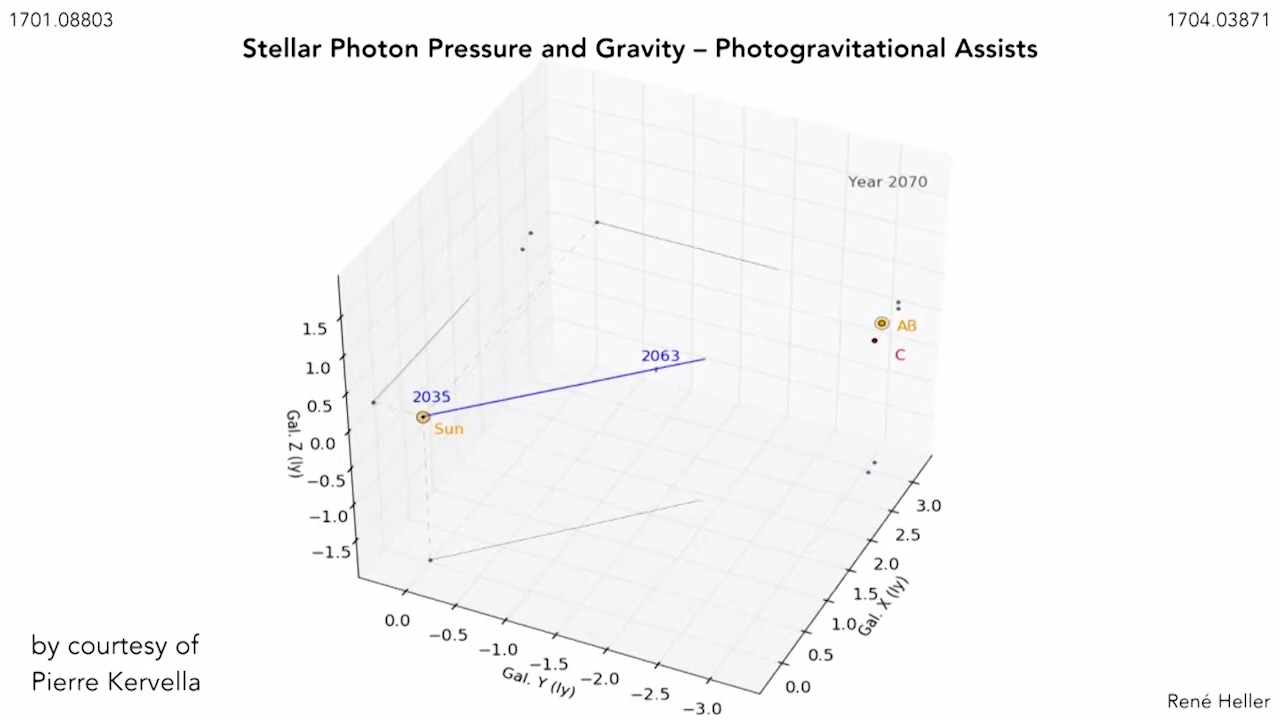 1701.08803
1704.03871
Stellar Photon Pressure and Gravity – Photogravitational Assists
Year 2070
AB
C
2063
2035
Sun
1.5
1.0
0.5
0.0
−0.5
−1.0
−1.5
Gal. Z (ly)
0.0
−0.5
−1.0
−1.5
−2.0
−2.5
−3.0
Gal. Y (ly)
3.0
2.5
2.0
1.5
1.0
0.5
0.0
Gal. X (ly)
by courtesy of
Pierre Kervella
René Heller